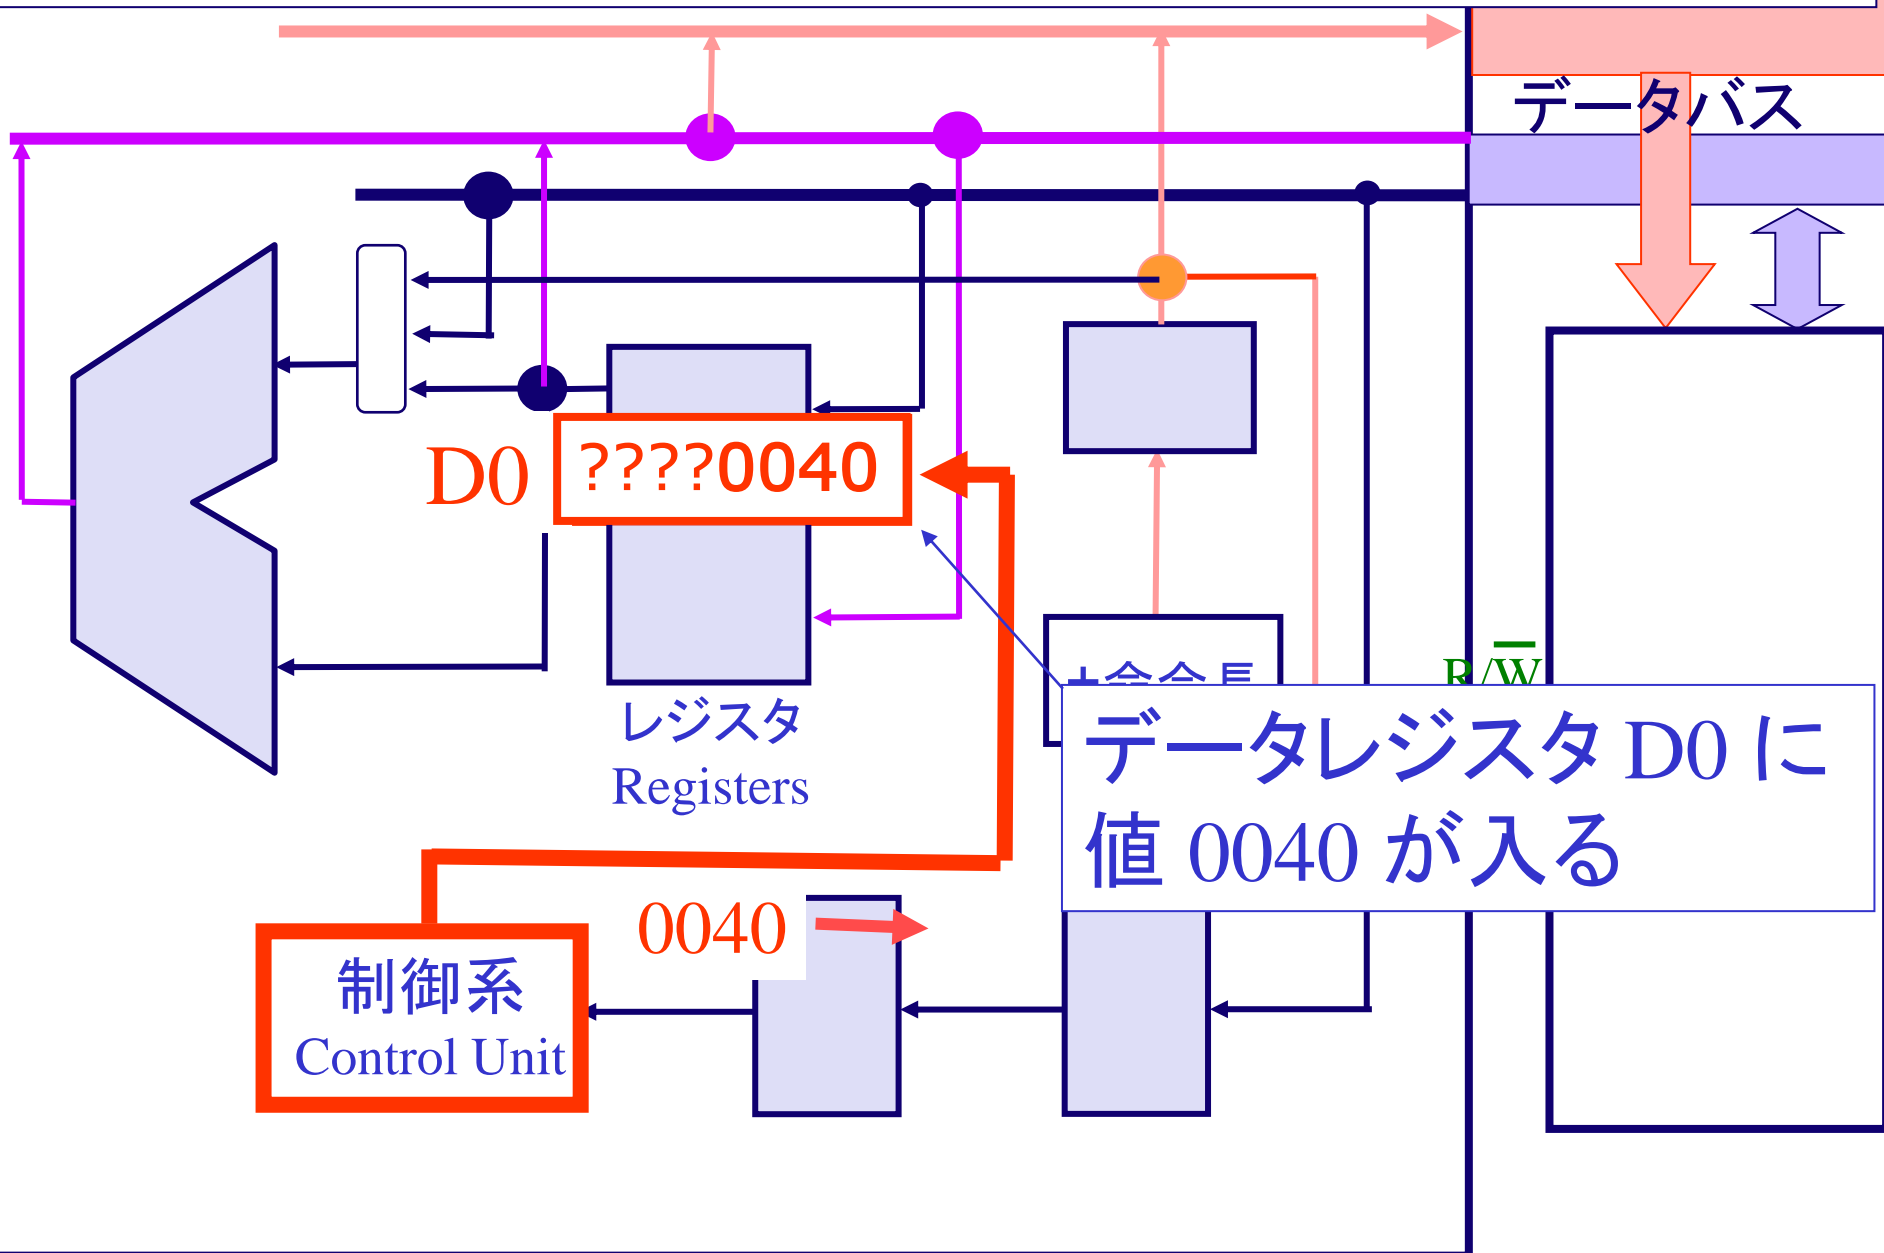 データバス
D0
????0040
R/W
レジスタ
Registers
データレジスタ D0 に
値 0040 が入る
0040
制御系
Control Unit